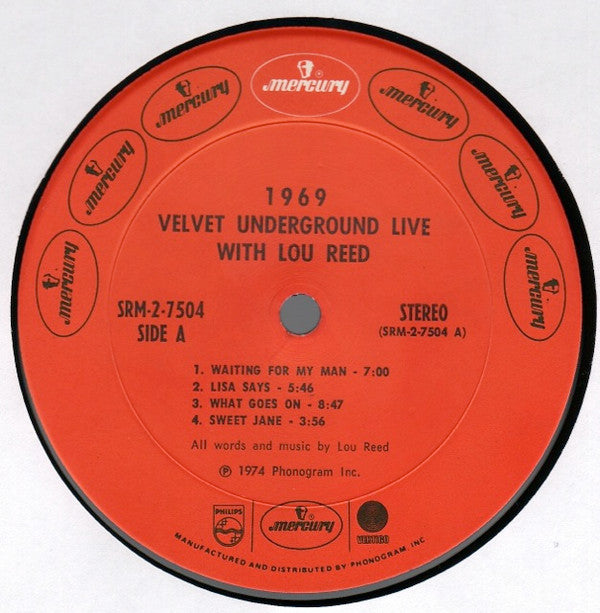 mercury
mercury
mercury
mercury
mercury
mercury
mercury
1969
VELVET UNDERGROUND LIVE
WITH LOU REED
SRM-2-7504
SIDE A
STEREO
(SRM-2-7504 A)
1. WAITING FOR MY MAN - 7:00
2. LISA SAYS - 5:46
3. WHAT GOES ON - 8:47
4. SWEET JANE - 3:56
All words and music by Lou Reed
℗ 1974 Phonogram Inc.
PHILIPS
mercury
VERTIGO
MANUFACTURED AND DISTRIBUTED BY PHONOGRAM, INC